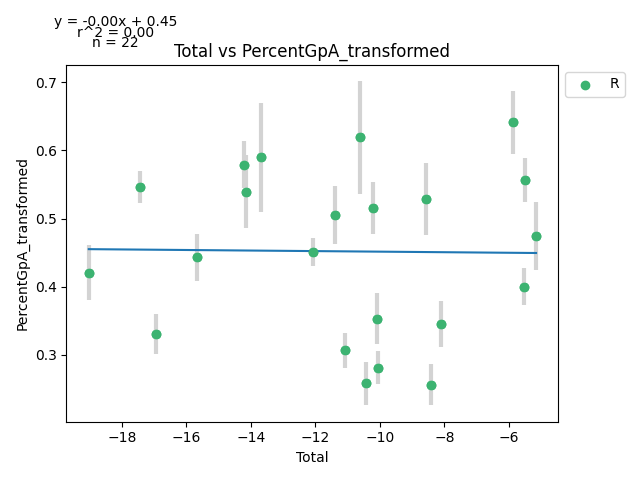 y = -0.00x + 0.45
r^2 = 0.00
n = 22
Total vs PercentGpA_transformed
R
PercentGpA_transformed
0.7
0.6
0.5
0.4
0.3
−18 −16 −14 −12 −10 −8 −6
Total